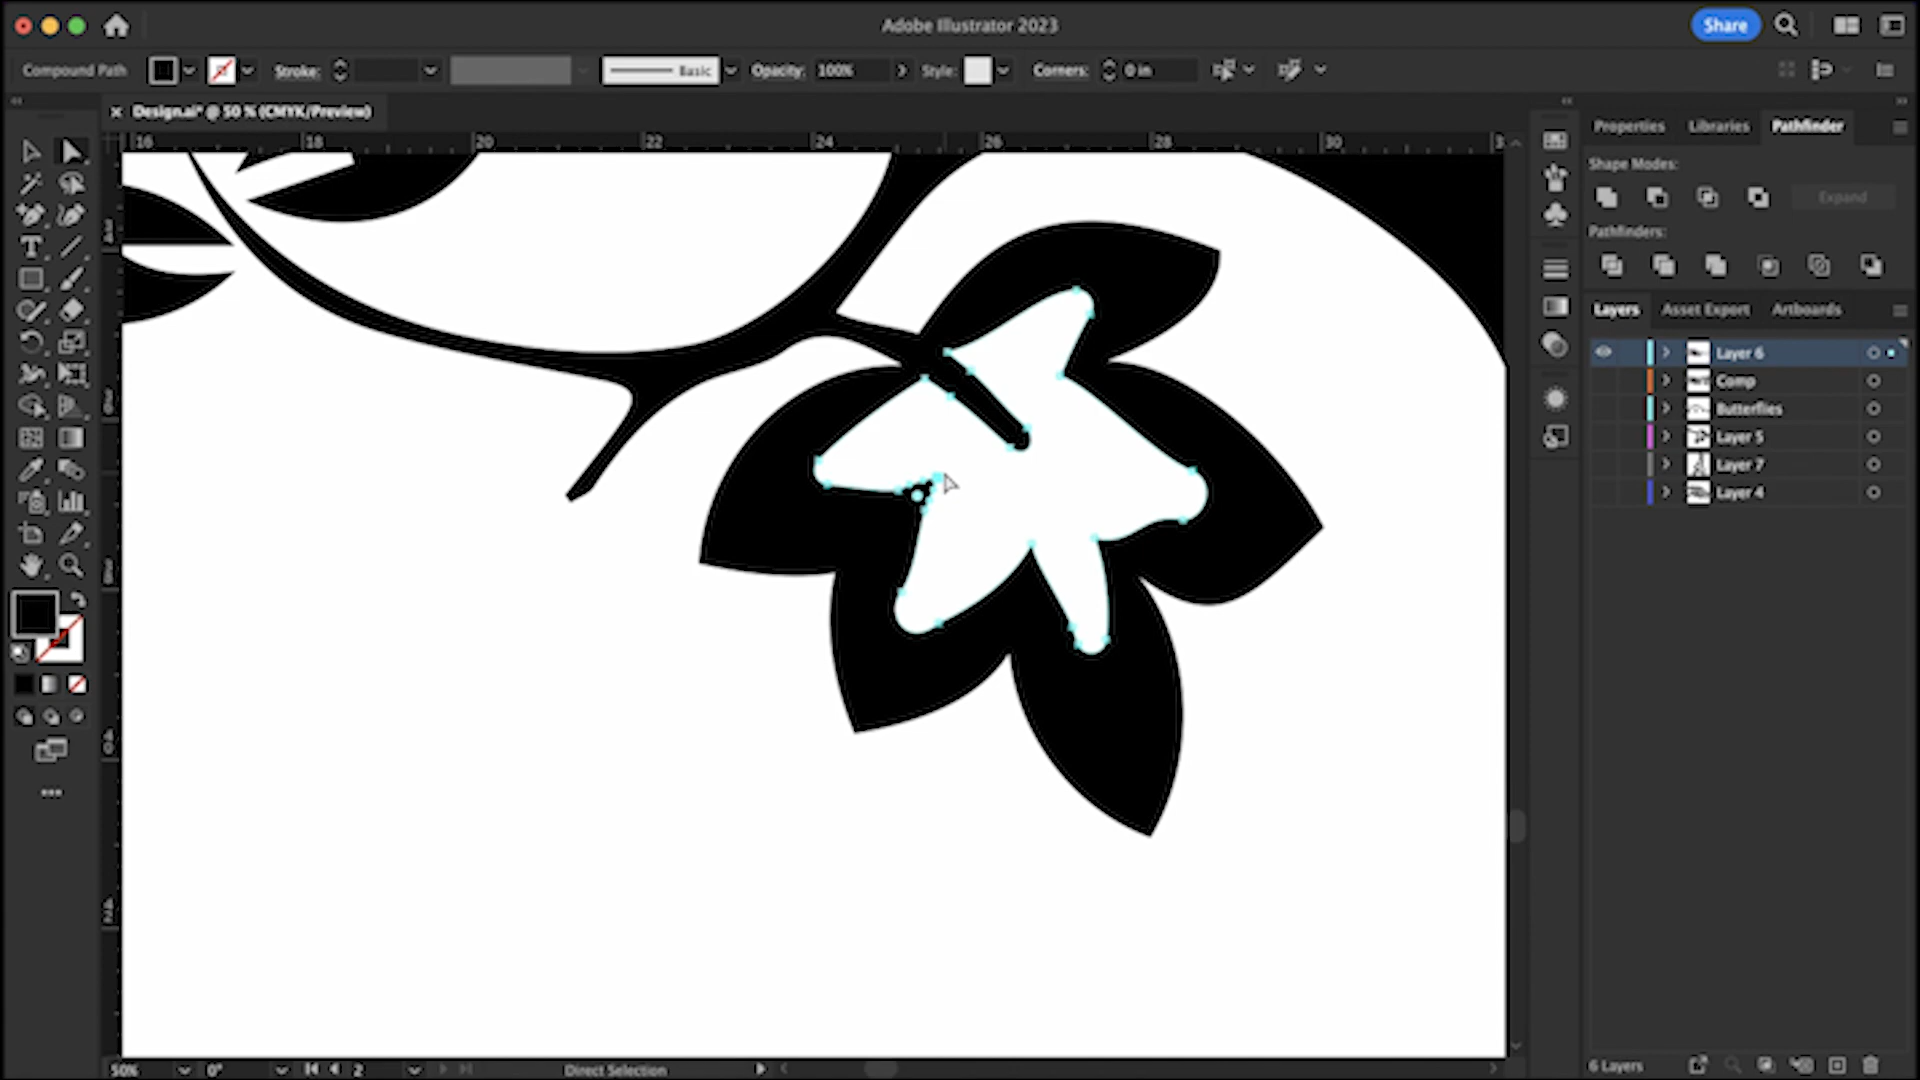 Adobe Illustrator 2023
Share
Compound Path
Stroke:
Basic
Opacity: 100%
Style:
Corners: 0 in
Design.ai* @ 50 % (CMYK/Preview)
16 18 20 22 24 26 28 30
Properties Libraries Pathfinder
Shape Modes:
Expand
Pathfinders:
Layers Asset Export Artboards
Layer 6
Comp
Butterflies
Layer 5
Layer 7
Layer 4
50% 0° 2 Direct Selection
6 Layers